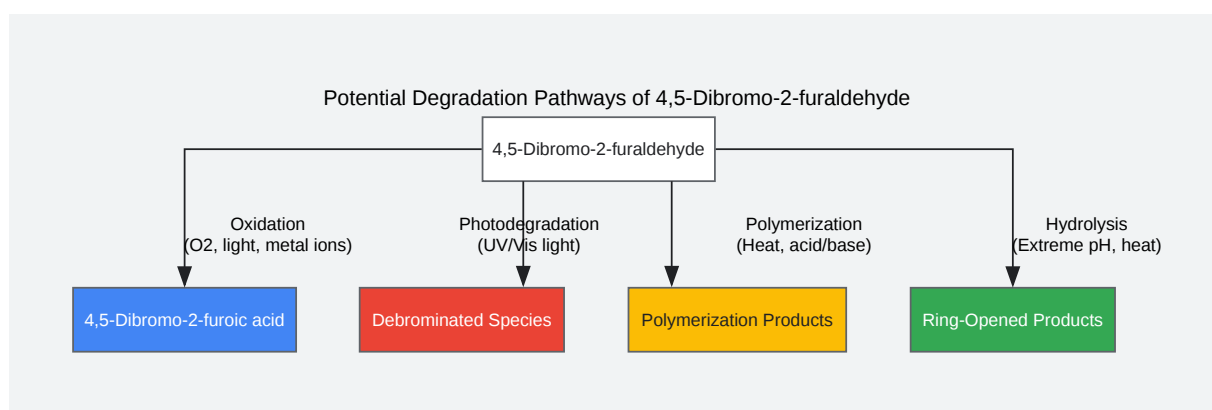 Potential Degradation Pathways of 4,5-Dibromo-2-furaldehyde
4,5-Dibromo-2-furaldehyde
Oxidation
(O2, light, metal ions)
Photodegradation
(UV/Vis light)
Polymerization
(Heat, acid/base)
Hydrolysis
(Extreme pH, heat)
4,5-Dibromo-2-furoic acid
Debrominated Species
Polymerization Products
Ring-Opened Products